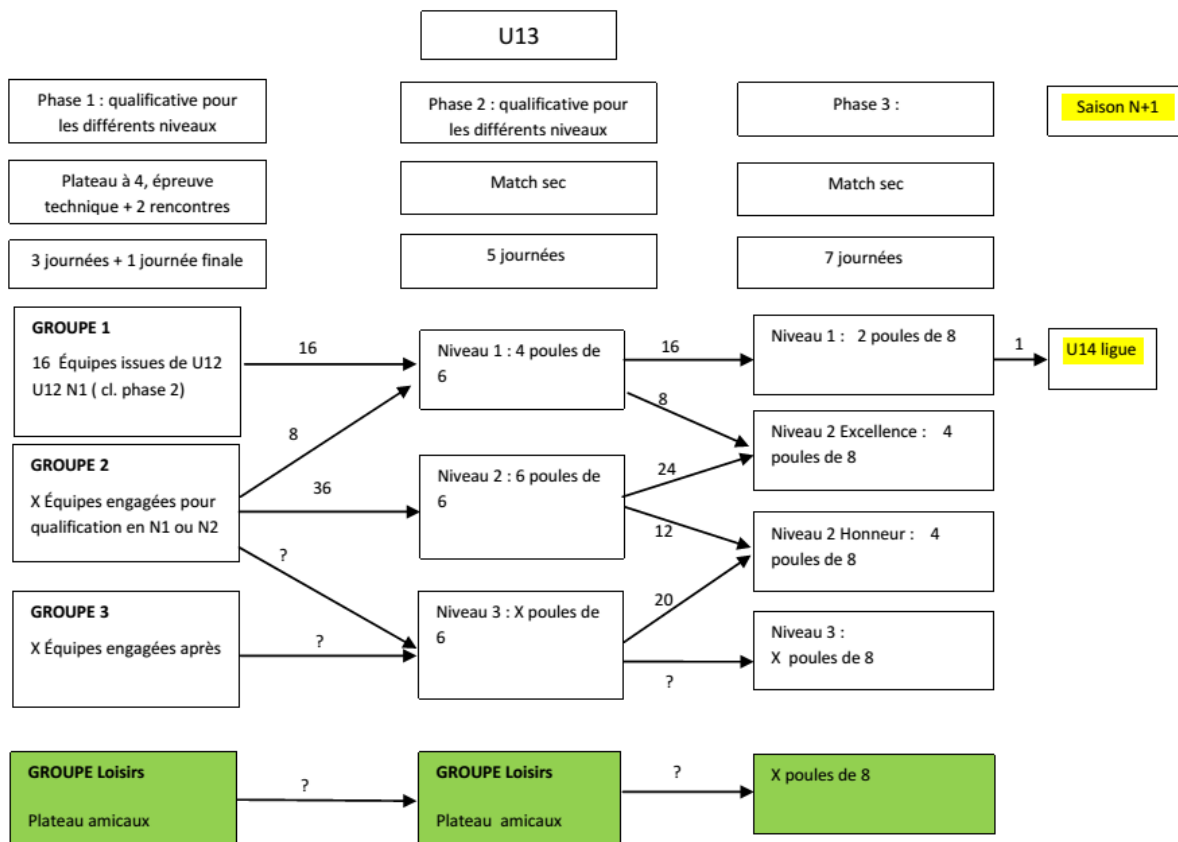 U13
Phase 1 : qualificative pour
les différents niveaux
Phase 2 : qualificative pour
les différents niveaux
Phase 3 :
Saison N+1
Plateau à 4, épreuve
technique + 2 rencontres
Match sec
Match sec
3 journées + 1 journée finale
5 journées
7 journées
GROUPE 1
16 Équipes issues de U12
U12 N1 ( cl. phase 2)
16
Niveau 1 : 4 poules de
6
16
Niveau 1 : 2 poules de 8
1
U14 ligue
8
8
Niveau 2 Excellence : 4
poules de 8
GROUPE 2
X Équipes engagées pour
qualification en N1 ou N2
36
Niveau 2 : 6 poules de
6
24
12
Niveau 2 Honneur : 4
poules de 8
?
GROUPE 3
X Équipes engagées après
?
Niveau 3 : X poules de
6
20
?
Niveau 3 :
X poules de 8
GROUPE Loisirs
Plateau amicaux
?
GROUPE Loisirs
Plateau amicaux
?
X poules de 8